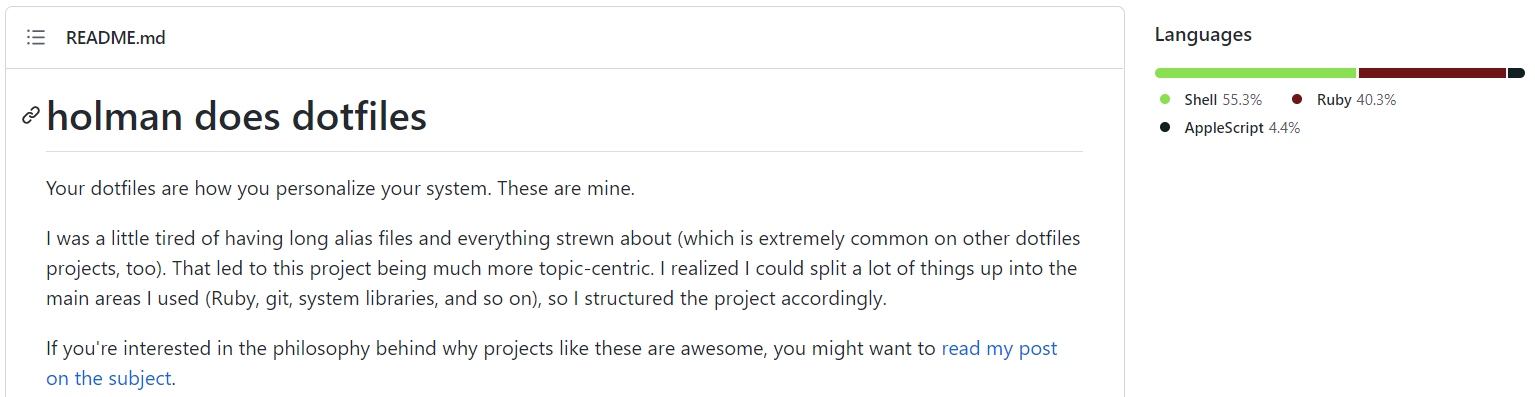 README.md
holman does dotfiles
Your dotfiles are how you personalize your system. These are mine.
I was a little tired of having long alias files and everything strewn about (which is extremely common on other dotfiles
projects, too). That led to this project being much more topic-centric. I realized I could split a lot of things up into the
main areas I used (Ruby, git, system libraries, and so on), so I structured the project accordingly.
If you're interested in the philosophy behind why projects like these are awesome, you might want to read my post
on the subject.
Languages
Shell 55.3% Ruby 40.3%
AppleScript 4.4%